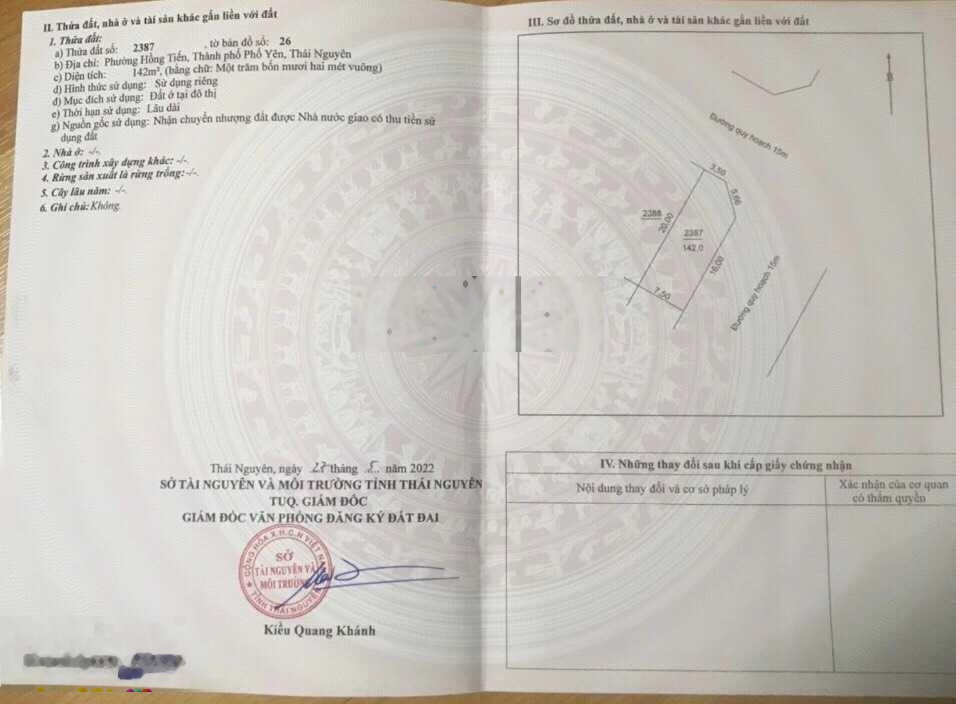 II. Thửa đất, nhà ở và tài sản khác gắn liền với đất
1. Thửa đất:
a) Thửa đất số: 2387 , tờ bản đồ số: 26
b) Địa chỉ: Phường Hồng Tiến, Thành phố Phổ Yên, Thái Nguyên
c) Diện tích: 142m², (bằng chữ: Một trăm bốn mươi hai mét vuông)
d) Hình thức sử dụng: Sử dụng riêng
đ) Mục đích sử dụng: Đất ở tại đô thị
e) Thời hạn sử dụng: Lâu dài
g) Nguồn gốc sử dụng: Nhận chuyển nhượng đất được Nhà nước giao có thu tiền sử
dụng đất
2. Nhà ở: -/-.
3. Công trình xây dựng khác: -/-.
4. Rừng sản xuất là rừng trồng: -/-.
5. Cây lâu năm: -/-.
6. Ghi chú: Không.
Thái Nguyên, ngày 27 tháng 5 năm 2022
SỞ TÀI NGUYÊN VÀ MÔI TRƯỜNG TỈNH THÁI NGUYÊN
TUQ. GIÁM ĐỐC
GIÁM ĐỐC VĂN PHÒNG ĐĂNG KÝ ĐẤT ĐAI
CỘNG HÒA X.H.C.N VIỆT NAM
SỞ
TÀI NGUYÊN VÀ
MÔI TRƯỜNG
TỈNH THÁI NGUYÊN
Kiều Quang Khánh
III. Sơ đồ thửa đất, nhà ở và tài sản khác gắn liền với đất
B
Đường quy hoạch 15m
3,50
5.66
2388
20,00
2387
142.0
16,00
7,50
Đường quy hoạch 15m
IV. Những thay đổi sau khi cấp giấy chứng nhận
Nội dung thay đổi và cơ sở pháp lý
Xác nhận của cơ quan
có thẩm quyền